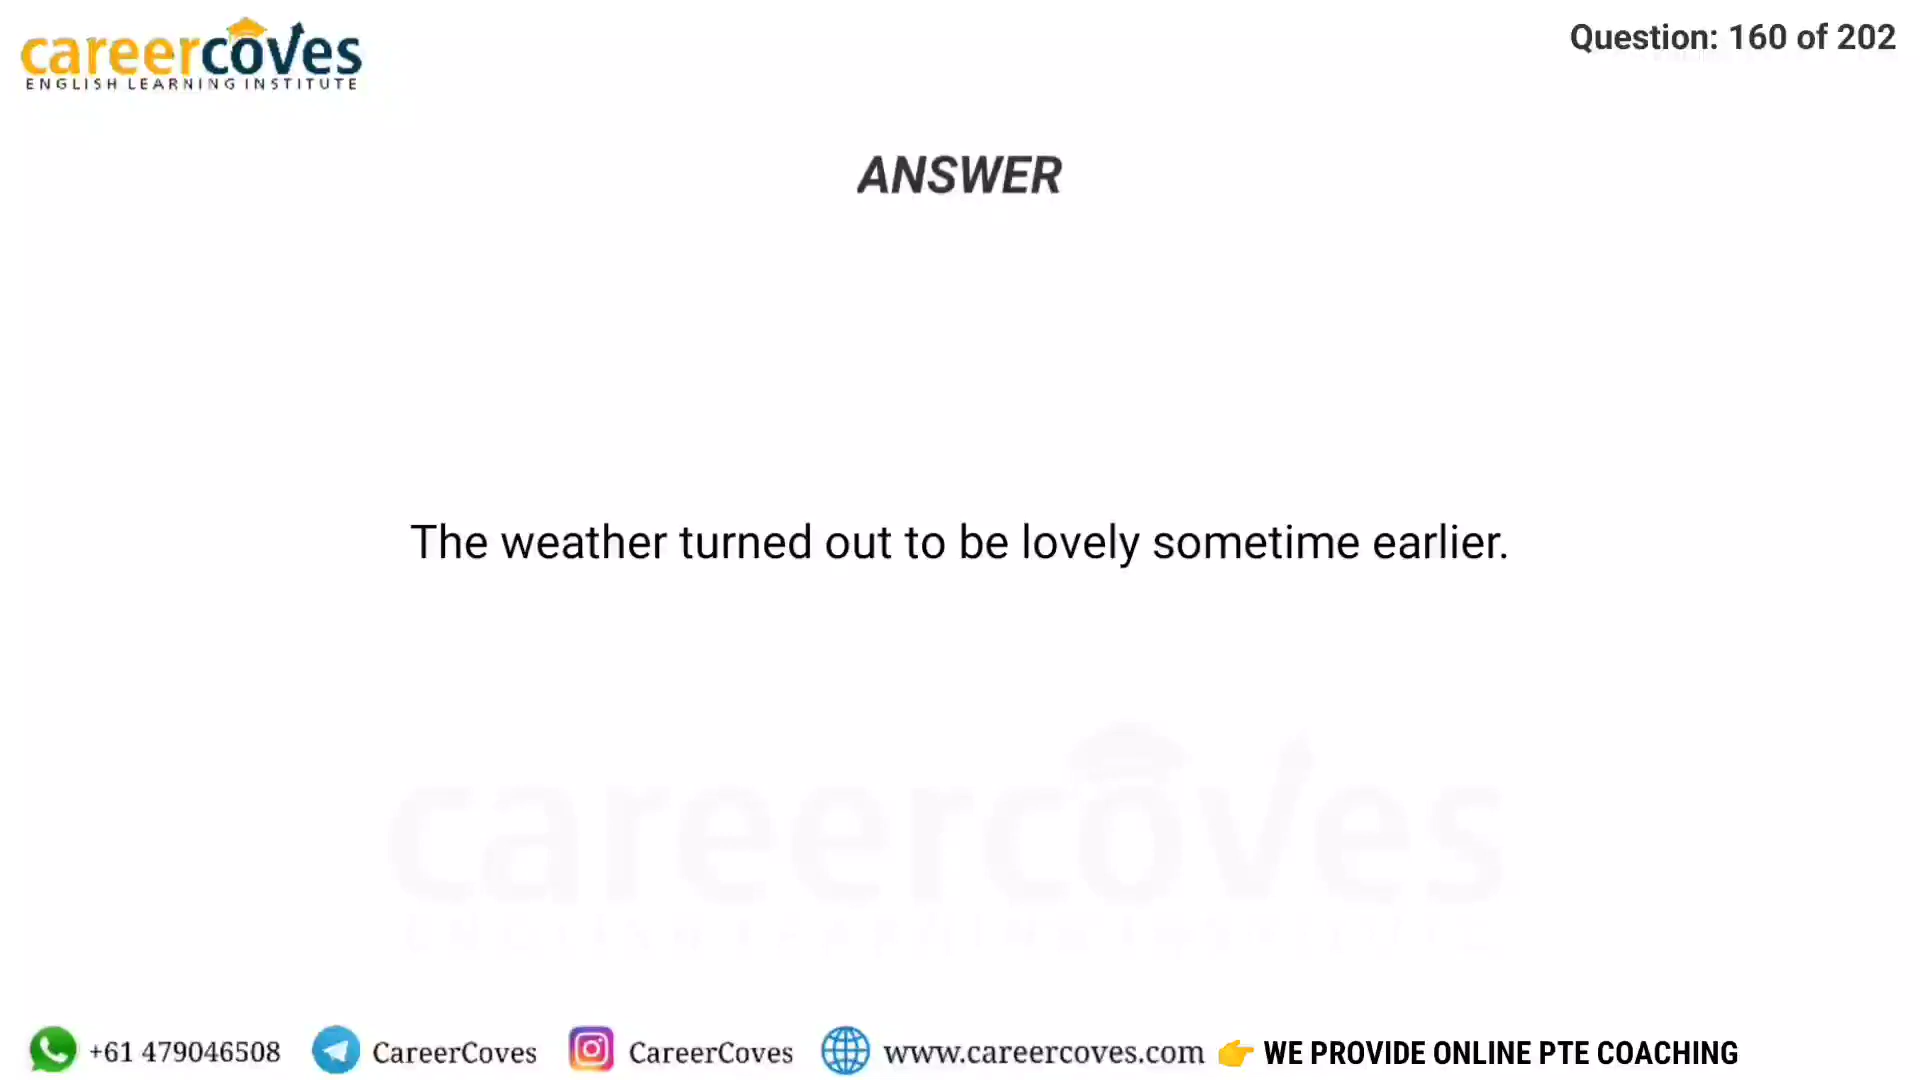 careercoves
ENGLISH LEARNING INSTITUTE
Question: 160 of 202
ANSWER
The weather turned out to be lovely sometime earlier.
careercoves
+61 479046508 CareerCoves CareerCoves www.careercoves.com 👉 WE PROVIDE ONLINE PTE COACHING